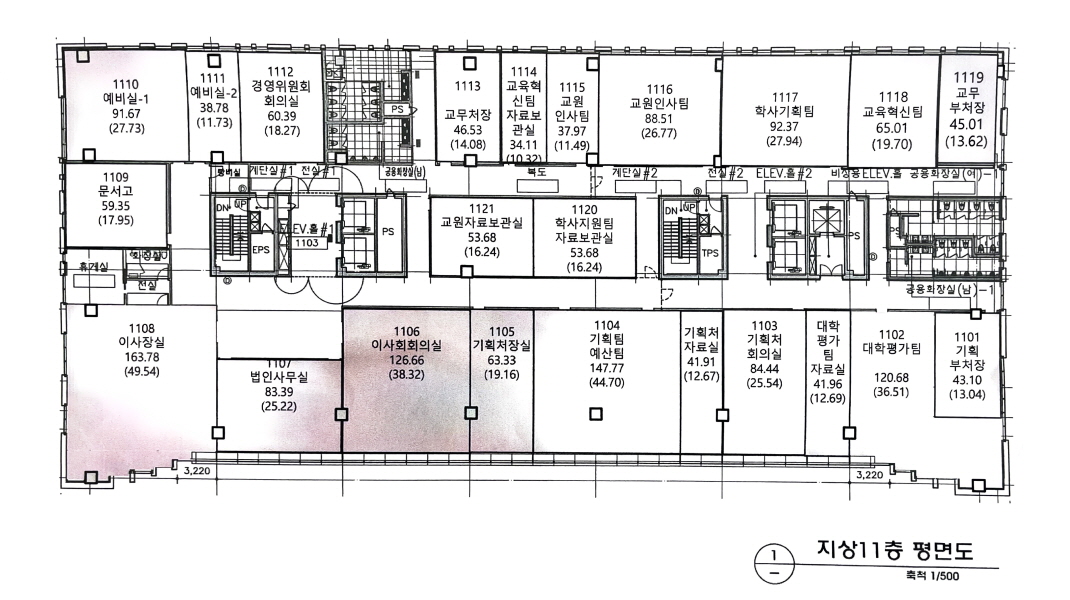 1110
예비실-1
91.67
(27.73)
1111
예비실-2
38.78
(11.73)
1112
경영위원회
회의실
60.39
(18.27)
PS
1113
교무처장
46.53
(14.08)
1114
교육혁
신팀
자료보
관실
34.11
(10.32)
1115
교원
인사팀
37.97
(11.49)
1116
교원인사팀
88.51
(26.77)
1117
학사기획팀
92.37
(27.94)
1118
교육혁신팀
65.01
(19.70)
1119
교무
부처장
45.01
(13.62)
1109
문서고
59.35
(17.95)
계단실#1
전실#1
공용화장실(남)
복도
계단실#2
전실#2
ELEV.홀#2
비상용ELEV.홀
공용화장실(여)-1
DN
UP
EPS
ELEV.홀#1
1103
PS
1121
교원자료보관실
53.68
(16.24)
1120
학사지원팀
자료보관실
53.68
(16.24)
DN
UP
TPS
PS
PS
휴게실
화장실
전실
공용화장실(남)-1
1108
이사장실
163.78
(49.54)
1107
법인사무실
83.39
(25.22)
1106
이사회회의실
126.66
(38.32)
1105
기획처장실
63.33
(19.16)
1104
기획팀
예산팀
147.77
(44.70)
기획처
자료실
41.91
(12.67)
1103
기획처
회의실
84.44
(25.54)
대학
평가
팀
자료실
41.96
(12.69)
1102
대학평가팀
120.68
(36.51)
1101
기획
부처장
43.10
(13.04)
3,220
3,220
1
지상11층 평면도
축척 1/500